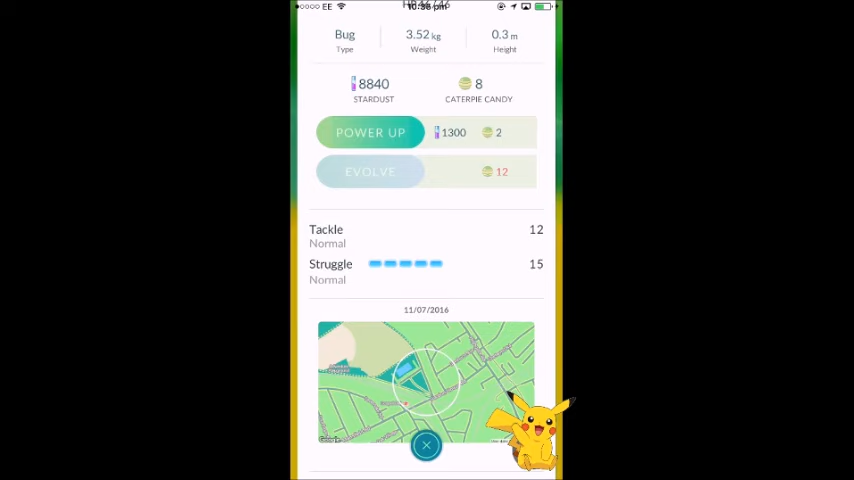 EE 10:36 pm
Bug 3.52 kg 0.3 m
Type Weight Height
8840 8
STARDUST CATERPIE CANDY
POWER UP 1300 2
EVOLVE 12
Tackle 12
Normal
Struggle 15
Normal
11/07/2016